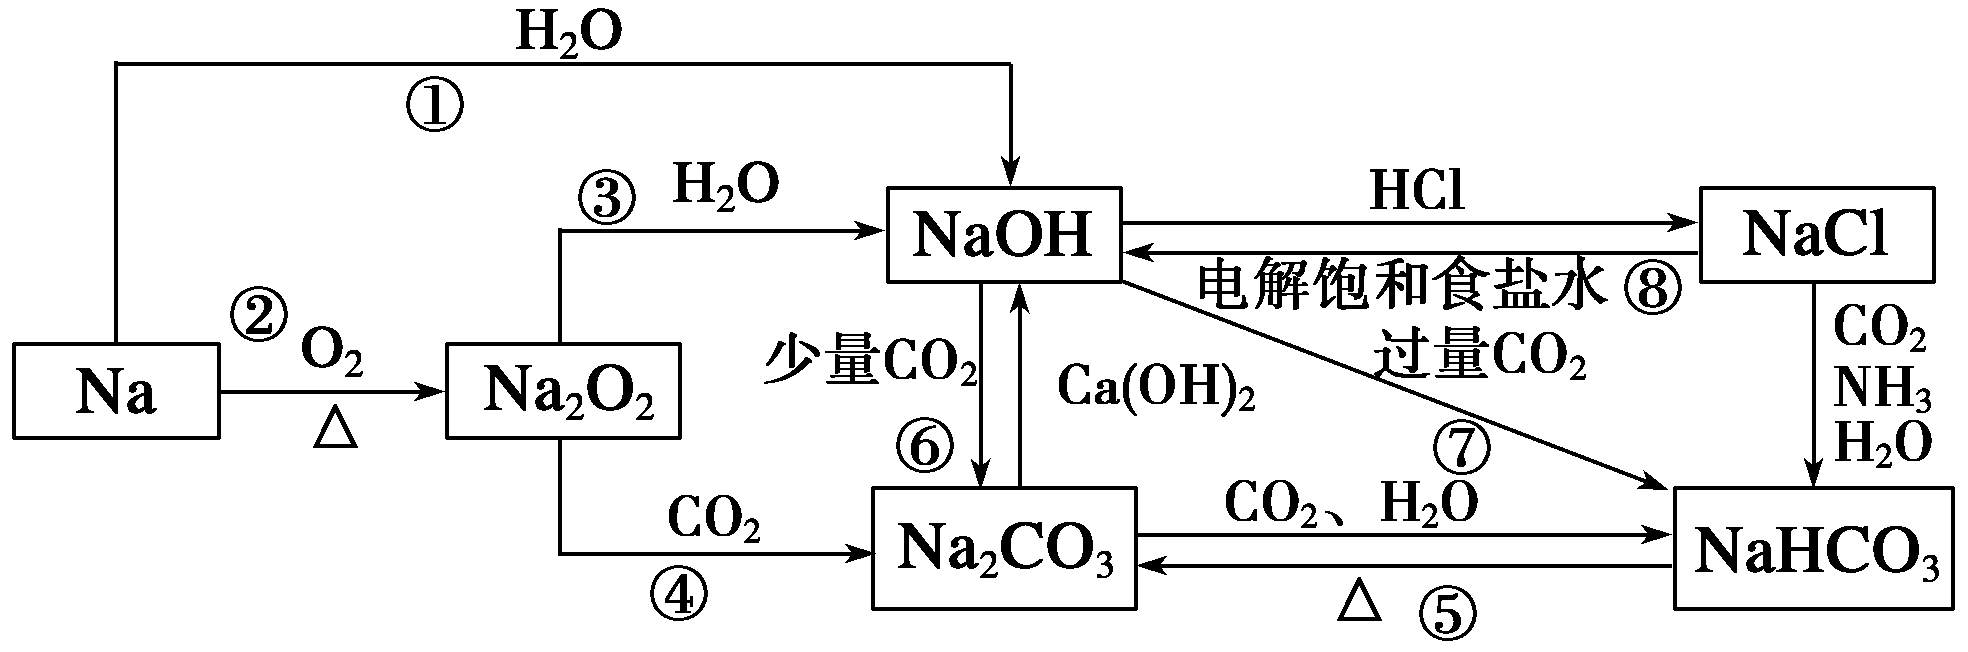 H₂O
①
③ H₂O
HCl
NaOH
NaCl
电解饱和食盐水 ⑧
② O₂
△
Na
Na₂O₂
少量CO₂
Ca(OH)₂
过量CO₂
CO₂
NH₃
H₂O
⑥
⑦
CO₂
④
Na₂CO₃
CO₂、H₂O
△ ⑤
NaHCO₃